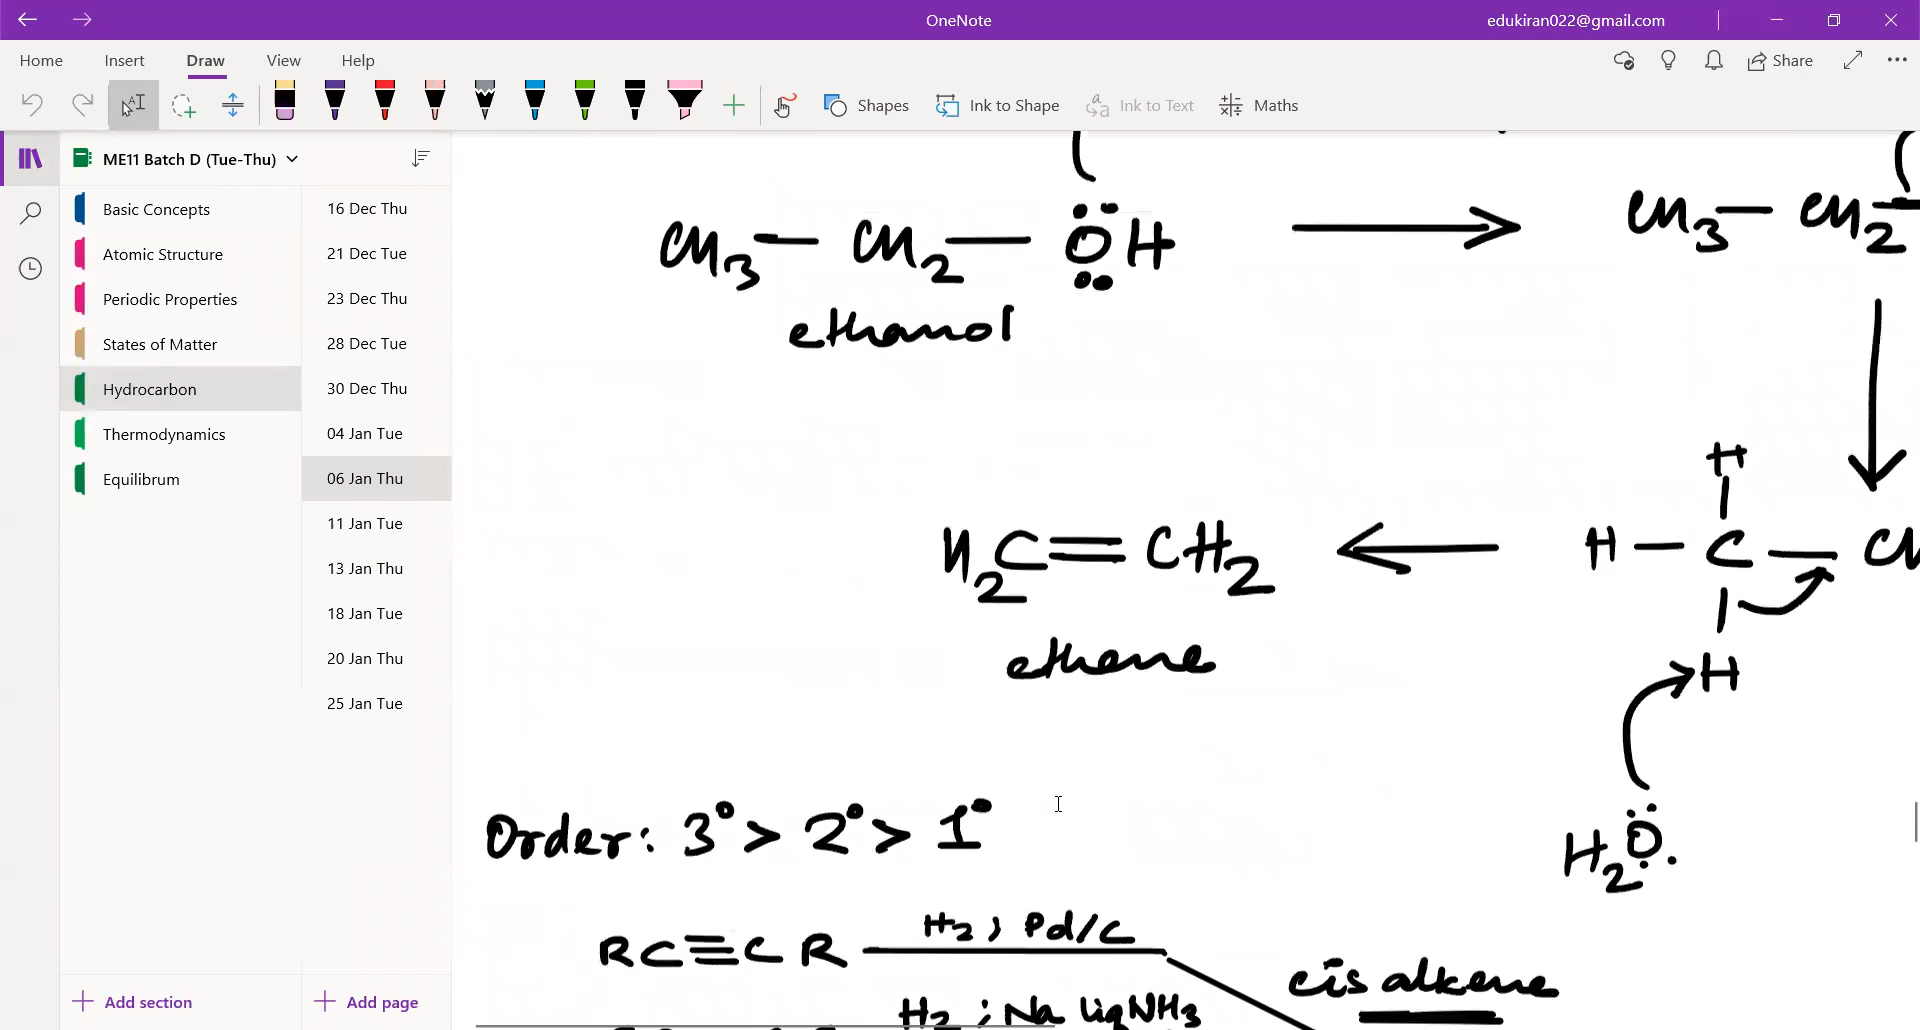 OneNote
edukiran022@gmail.com
Home Insert Draw View Help
Share
Shapes Ink to Shape Ink to Text Maths
ME11 Batch D (Tue-Thu)
Basic Concepts
Atomic Structure
Periodic Properties
States of Matter
Hydrocarbon
Thermodynamics
Equilibrum
16 Dec Thu
21 Dec Tue
23 Dec Thu
28 Dec Tue
30 Dec Thu
04 Jan Tue
06 Jan Thu
11 Jan Tue
13 Jan Thu
18 Jan Tue
20 Jan Thu
25 Jan Tue
Add section
Add page
CH3 — CH2 — ÖH → CH3 — CH2 —
ethanol
H
H2C = CH2 ← H — C —
ethene
H
H2Ö
Order: 3° > 2° > 1°
RC≡CR H2 ; Pd/C
cis alkene
H2 ; Na liq NH3